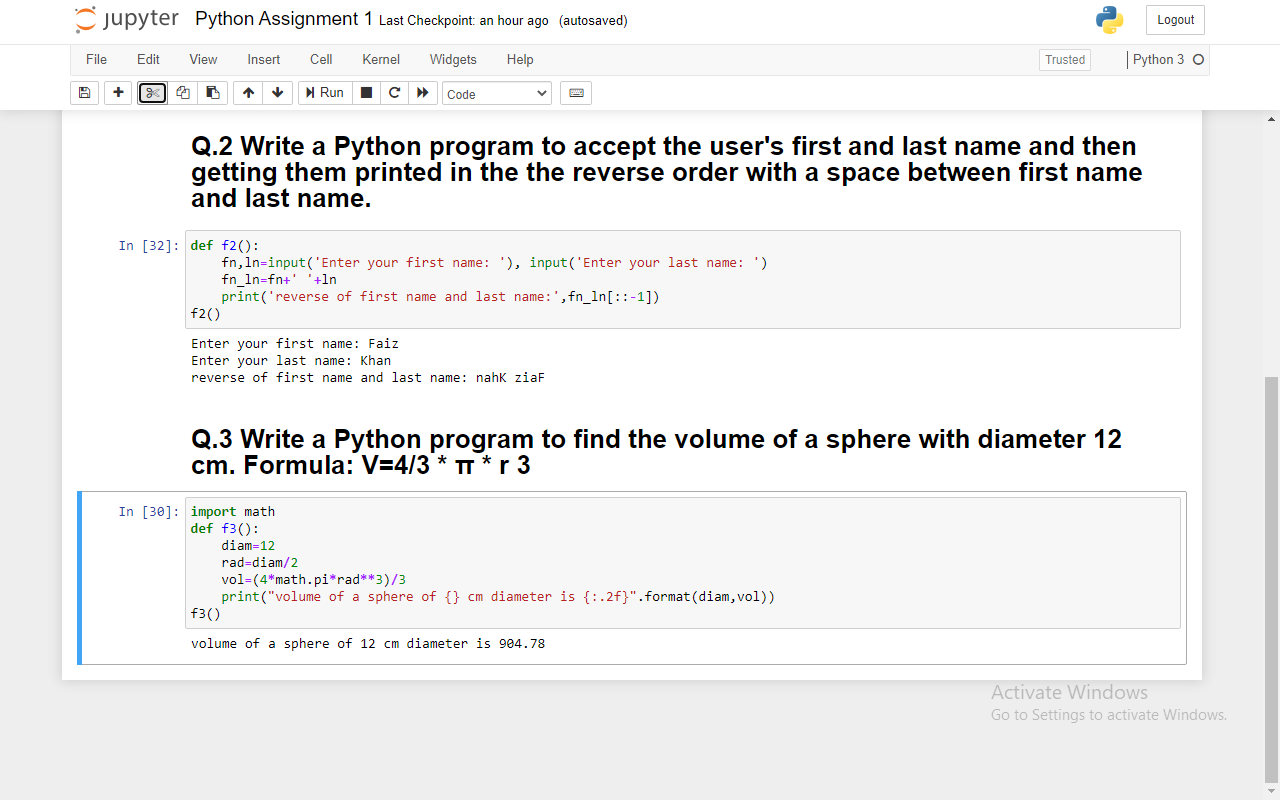 jupyter Python Assignment 1 Last Checkpoint: an hour ago (autosaved) Logout
File Edit View Insert Cell Kernel Widgets Help Trusted Python 3
Run Code
Q.2 Write a Python program to accept the user's first and last name and then
getting them printed in the the reverse order with a space between first name
and last name.
In [32]: def f2():
    fn,ln=input('Enter your first name: '), input('Enter your last name: ')
    fn_ln=fn+' '+ln
    print('reverse of first name and last name:',fn_ln[::-1])
f2()
Enter your first name: Faiz
Enter your last name: Khan
reverse of first name and last name: nahK ziaF
Q.3 Write a Python program to find the volume of a sphere with diameter 12
cm. Formula: V=4/3 * π * r 3
In [30]: import math
def f3():
    diam=12
    rad=diam/2
    vol=(4*math.pi*rad**3)/3
    print("volume of a sphere of {} cm diameter is {:.2f}".format(diam,vol))
f3()
volume of a sphere of 12 cm diameter is 904.78
Activate Windows
Go to Settings to activate Windows.